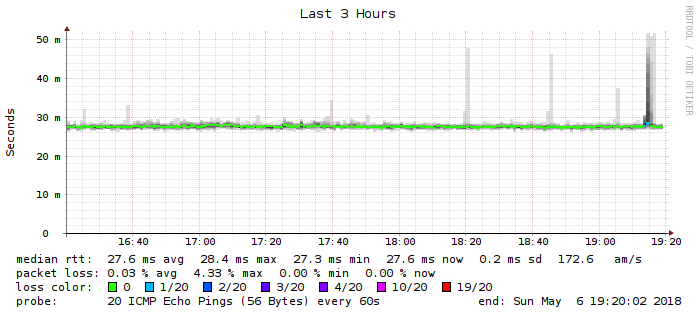 Last 3 Hours
RRDTOOL / TOBI OETIKER
Seconds
50 m
40 m
30 m
20 m
10 m
0
16:40 17:00 17:20 17:40 18:00 18:20 18:40 19:00 19:20
median rtt: 27.6 ms avg 28.4 ms max 27.3 ms min 27.6 ms now 0.2 ms sd 172.6 am/s
packet loss: 0.03 % avg 4.33 % max 0.00 % min 0.00 % now
loss color: 0 1/20 2/20 3/20 4/20 10/20 19/20
probe: 20 ICMP Echo Pings (56 Bytes) every 60s end: Sun May 6 19:20:02 2018